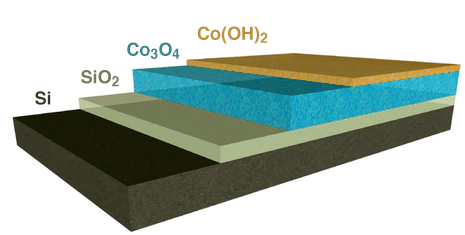 Co(OH)₂
Co₃O₄
SiO₂
Si